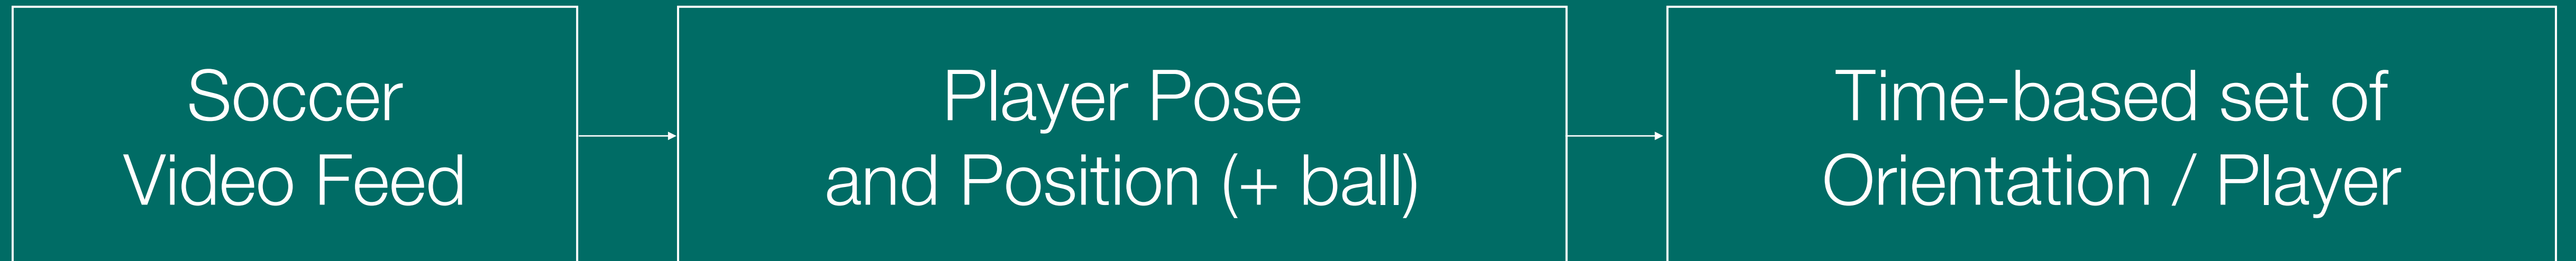 Soccer
Video Feed
Player Pose
and Position (+ ball)
Time-based set of
Orientation / Player